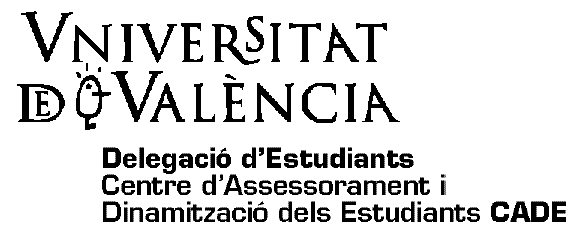 VNIVERSITAT
DE VALÈNCIA
Delegació d'Estudiants
Centre d'Assessorament i
Dinamització dels Estudiants CADE